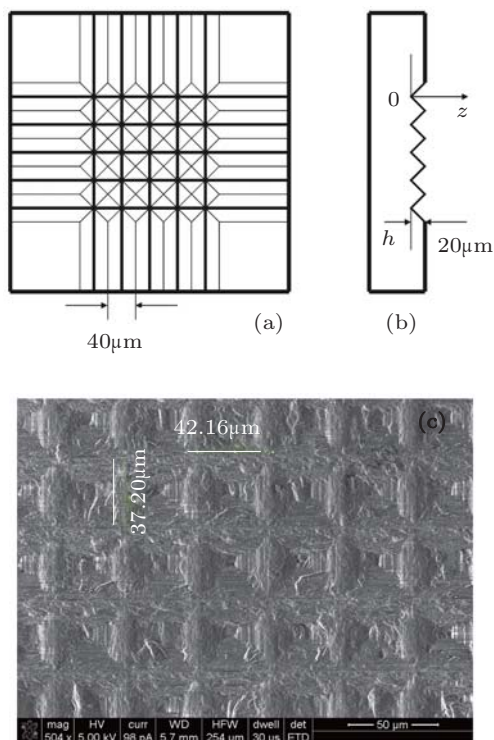 0
z
h
20μm
40μm
(a)
(b)
42.16μm
(c)
37.20μm
mag HV curr WD HFW dwell det
504 x 5.00 kV 98 pA 5.7 mm 254 μm 30 us ETD
50 μm